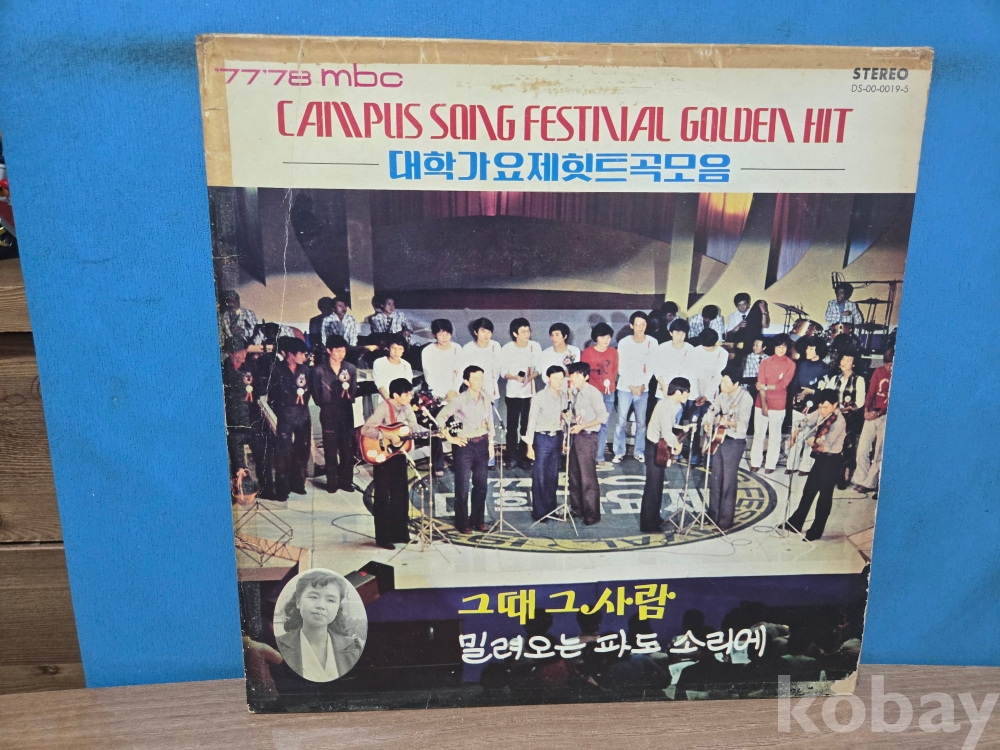 '77'78 mbc
STEREO
DS-00-0019-5
CAMPUS SONG FESTIVAL GOLDEN HIT
대학가요제힛트곡모음
그때 그사람
밀려오는 파도 소리에
kobay